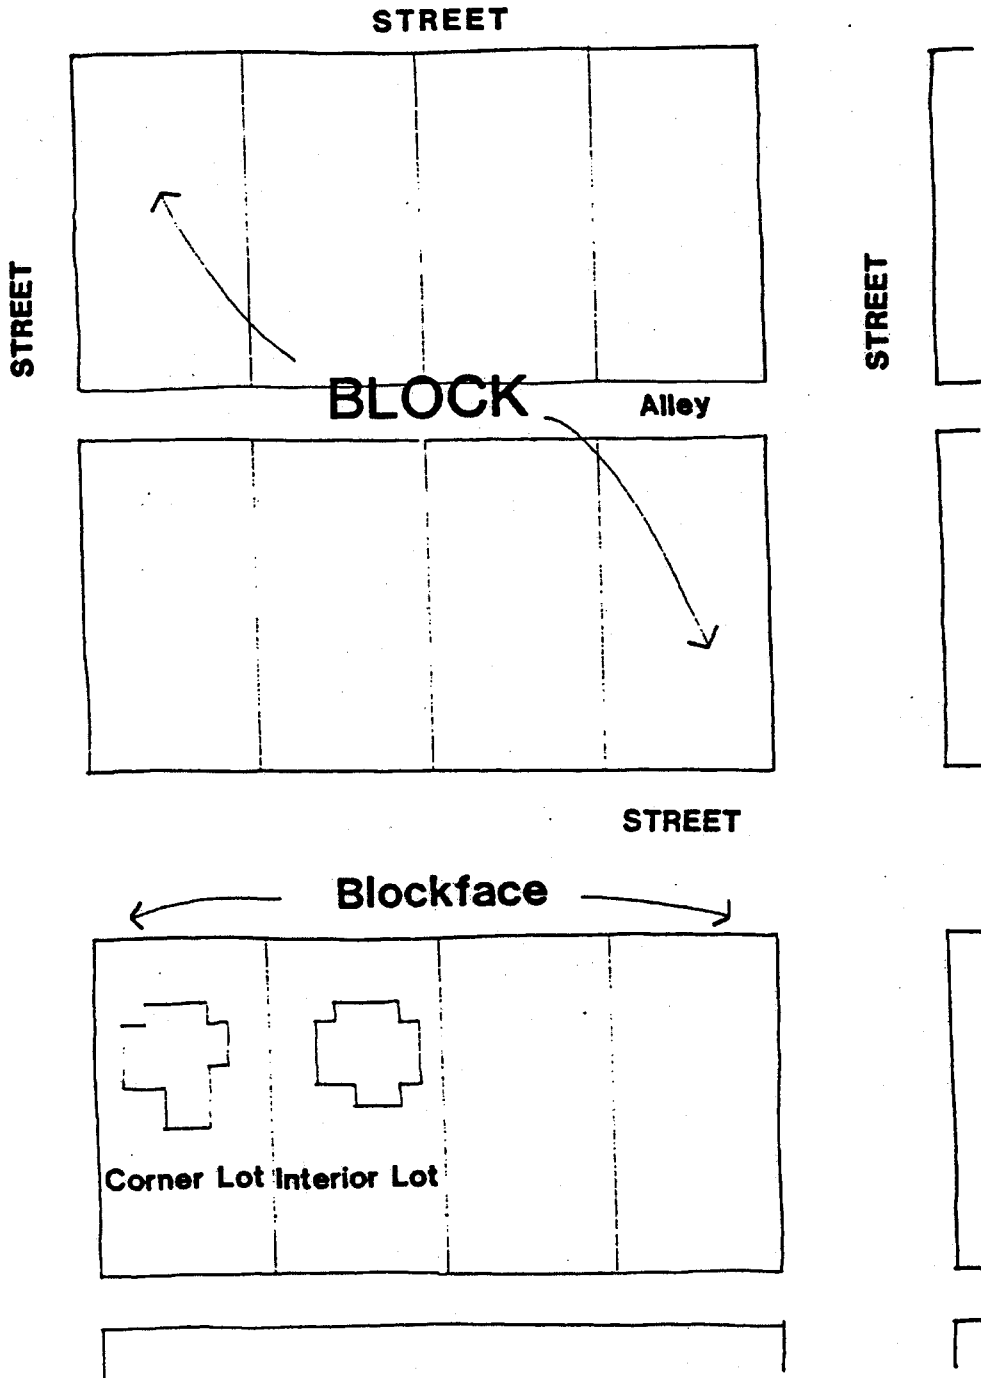 STREET
STREET
STREET
BLOCK
Alley
STREET
Blockface
Corner Lot
Interior Lot